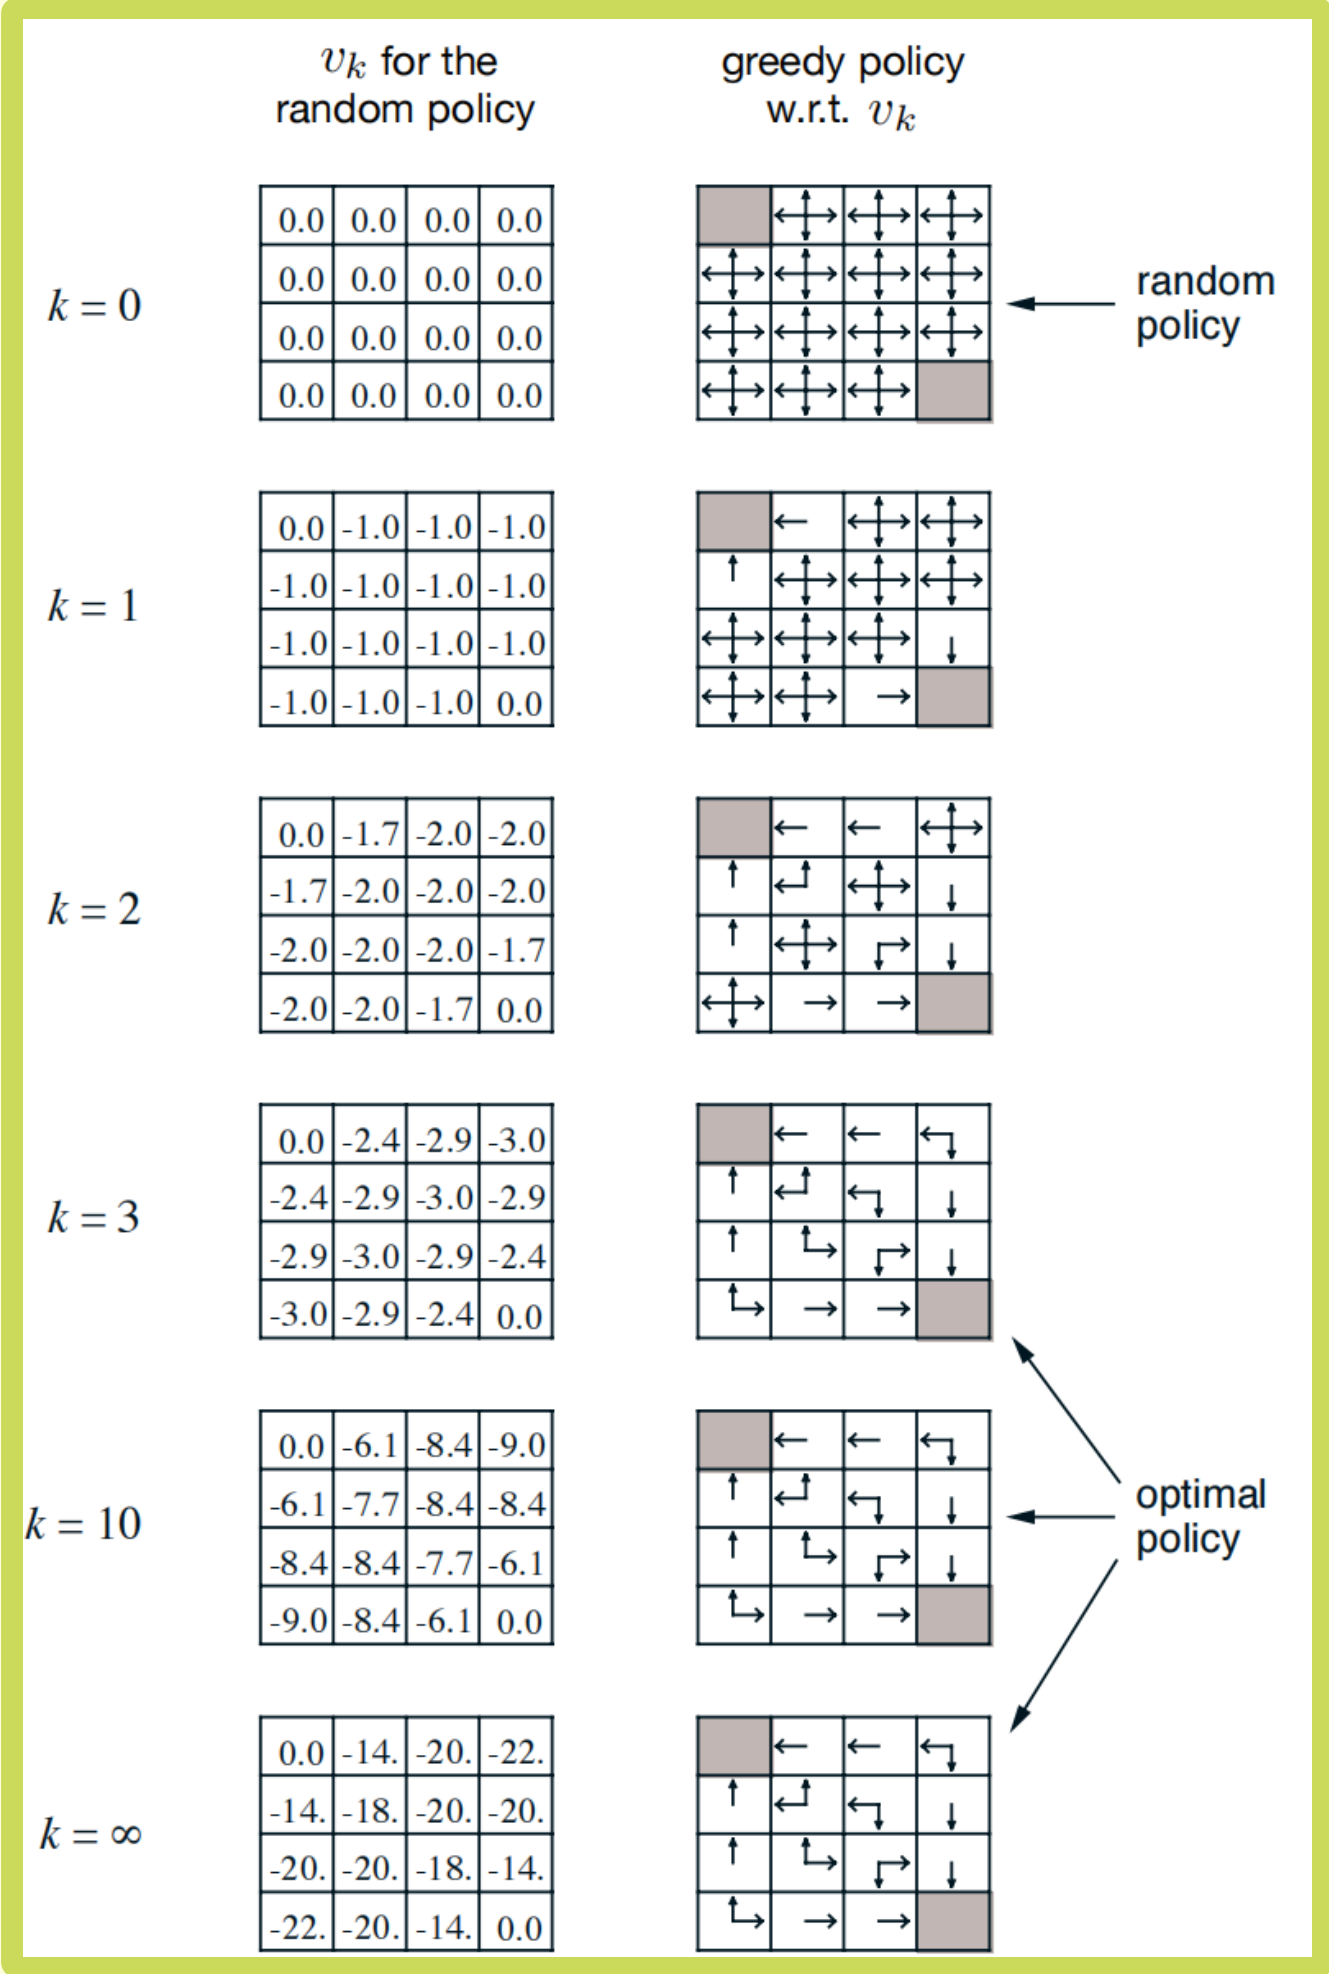 v_k for the
random policy
greedy policy
w.r.t. v_k
k = 0
0.0 0.0 0.0 0.0
0.0 0.0 0.0 0.0
0.0 0.0 0.0 0.0
0.0 0.0 0.0 0.0
random
policy
k = 1
0.0 -1.0 -1.0 -1.0
-1.0 -1.0 -1.0 -1.0
-1.0 -1.0 -1.0 -1.0
-1.0 -1.0 -1.0 0.0
k = 2
0.0 -1.7 -2.0 -2.0
-1.7 -2.0 -2.0 -2.0
-2.0 -2.0 -2.0 -1.7
-2.0 -2.0 -1.7 0.0
k = 3
0.0 -2.4 -2.9 -3.0
-2.4 -2.9 -3.0 -2.9
-2.9 -3.0 -2.9 -2.4
-3.0 -2.9 -2.4 0.0
k = 10
0.0 -6.1 -8.4 -9.0
-6.1 -7.7 -8.4 -8.4
-8.4 -8.4 -7.7 -6.1
-9.0 -8.4 -6.1 0.0
optimal
policy
k = ∞
0.0 -14. -20. -22.
-14. -18. -20. -20.
-20. -20. -18. -14.
-22. -20. -14. 0.0